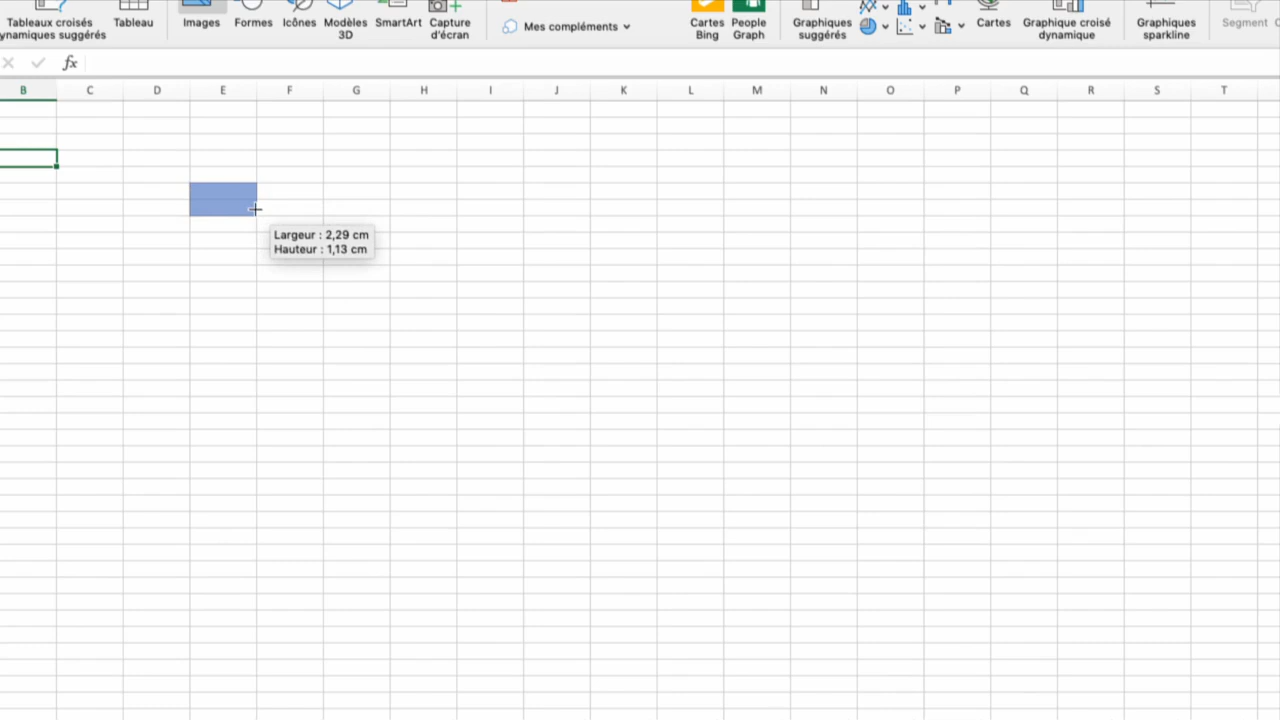 Tableaux croisés
ynamiques suggérés
Tableau
Images
Formes
Icônes
Modèles
3D
SmartArt
Capture
d'écran
Mes compléments
Cartes
Bing
People
Graph
Graphiques
suggérés
Cartes
Graphique croisé
dynamique
Graphiques
sparkline
Segment
fx
B C D E F G H I J K L M N O P Q R S T
Largeur : 2,29 cm
Hauteur : 1,13 cm